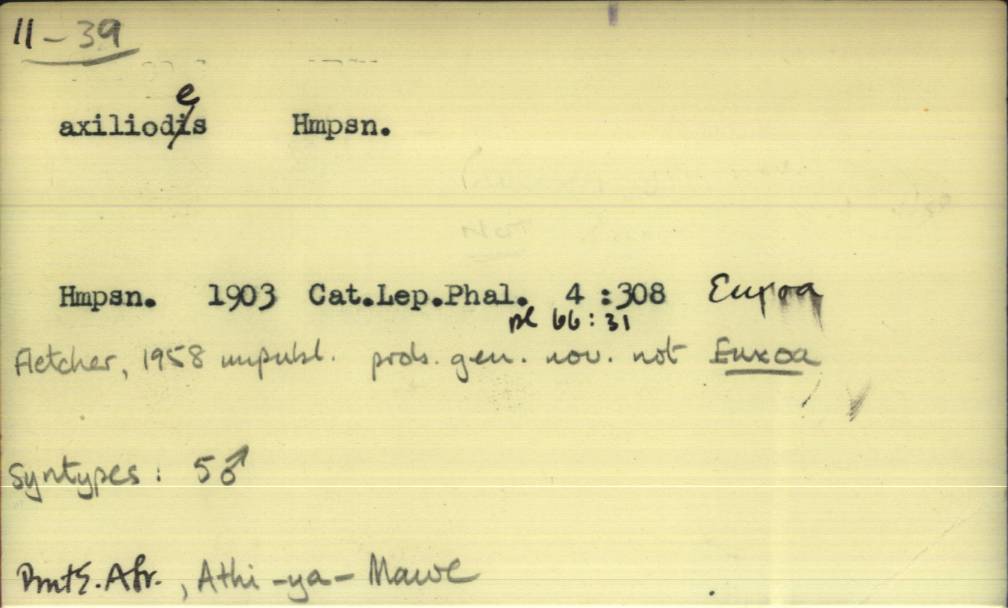 11-39
e
axiliodis Hmpsn.
Hmpsn. 1903 Cat.Lep.Phal. 4 :308 Euxoa
pl 66:31
Fletcher, 1958 unpubl. prob. gen. nov. not Euxoa
Syntypes: 5♂
Brit E. Afr., Athi-ya-Mawe